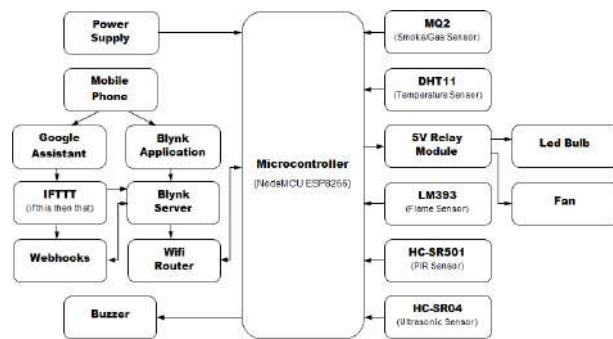 Power
Supply
Mobile
Phone
Google
Assistant
Blynk
Application
IFTTT
(if this then that)
Blynk
Server
Webhooks
Wifi
Router
Buzzer
Microcontroller
(NodeMCU ESP8266)
MQ2
(Smoke/Gas Sensor)
DHT11
(Temperature Sensor)
5V Relay
Module
Led Bulb
LM393
(Flame Sensor)
Fan
HC-SR501
(PIR Sensor)
HC-SR04
(Ultrasonic Sensor)